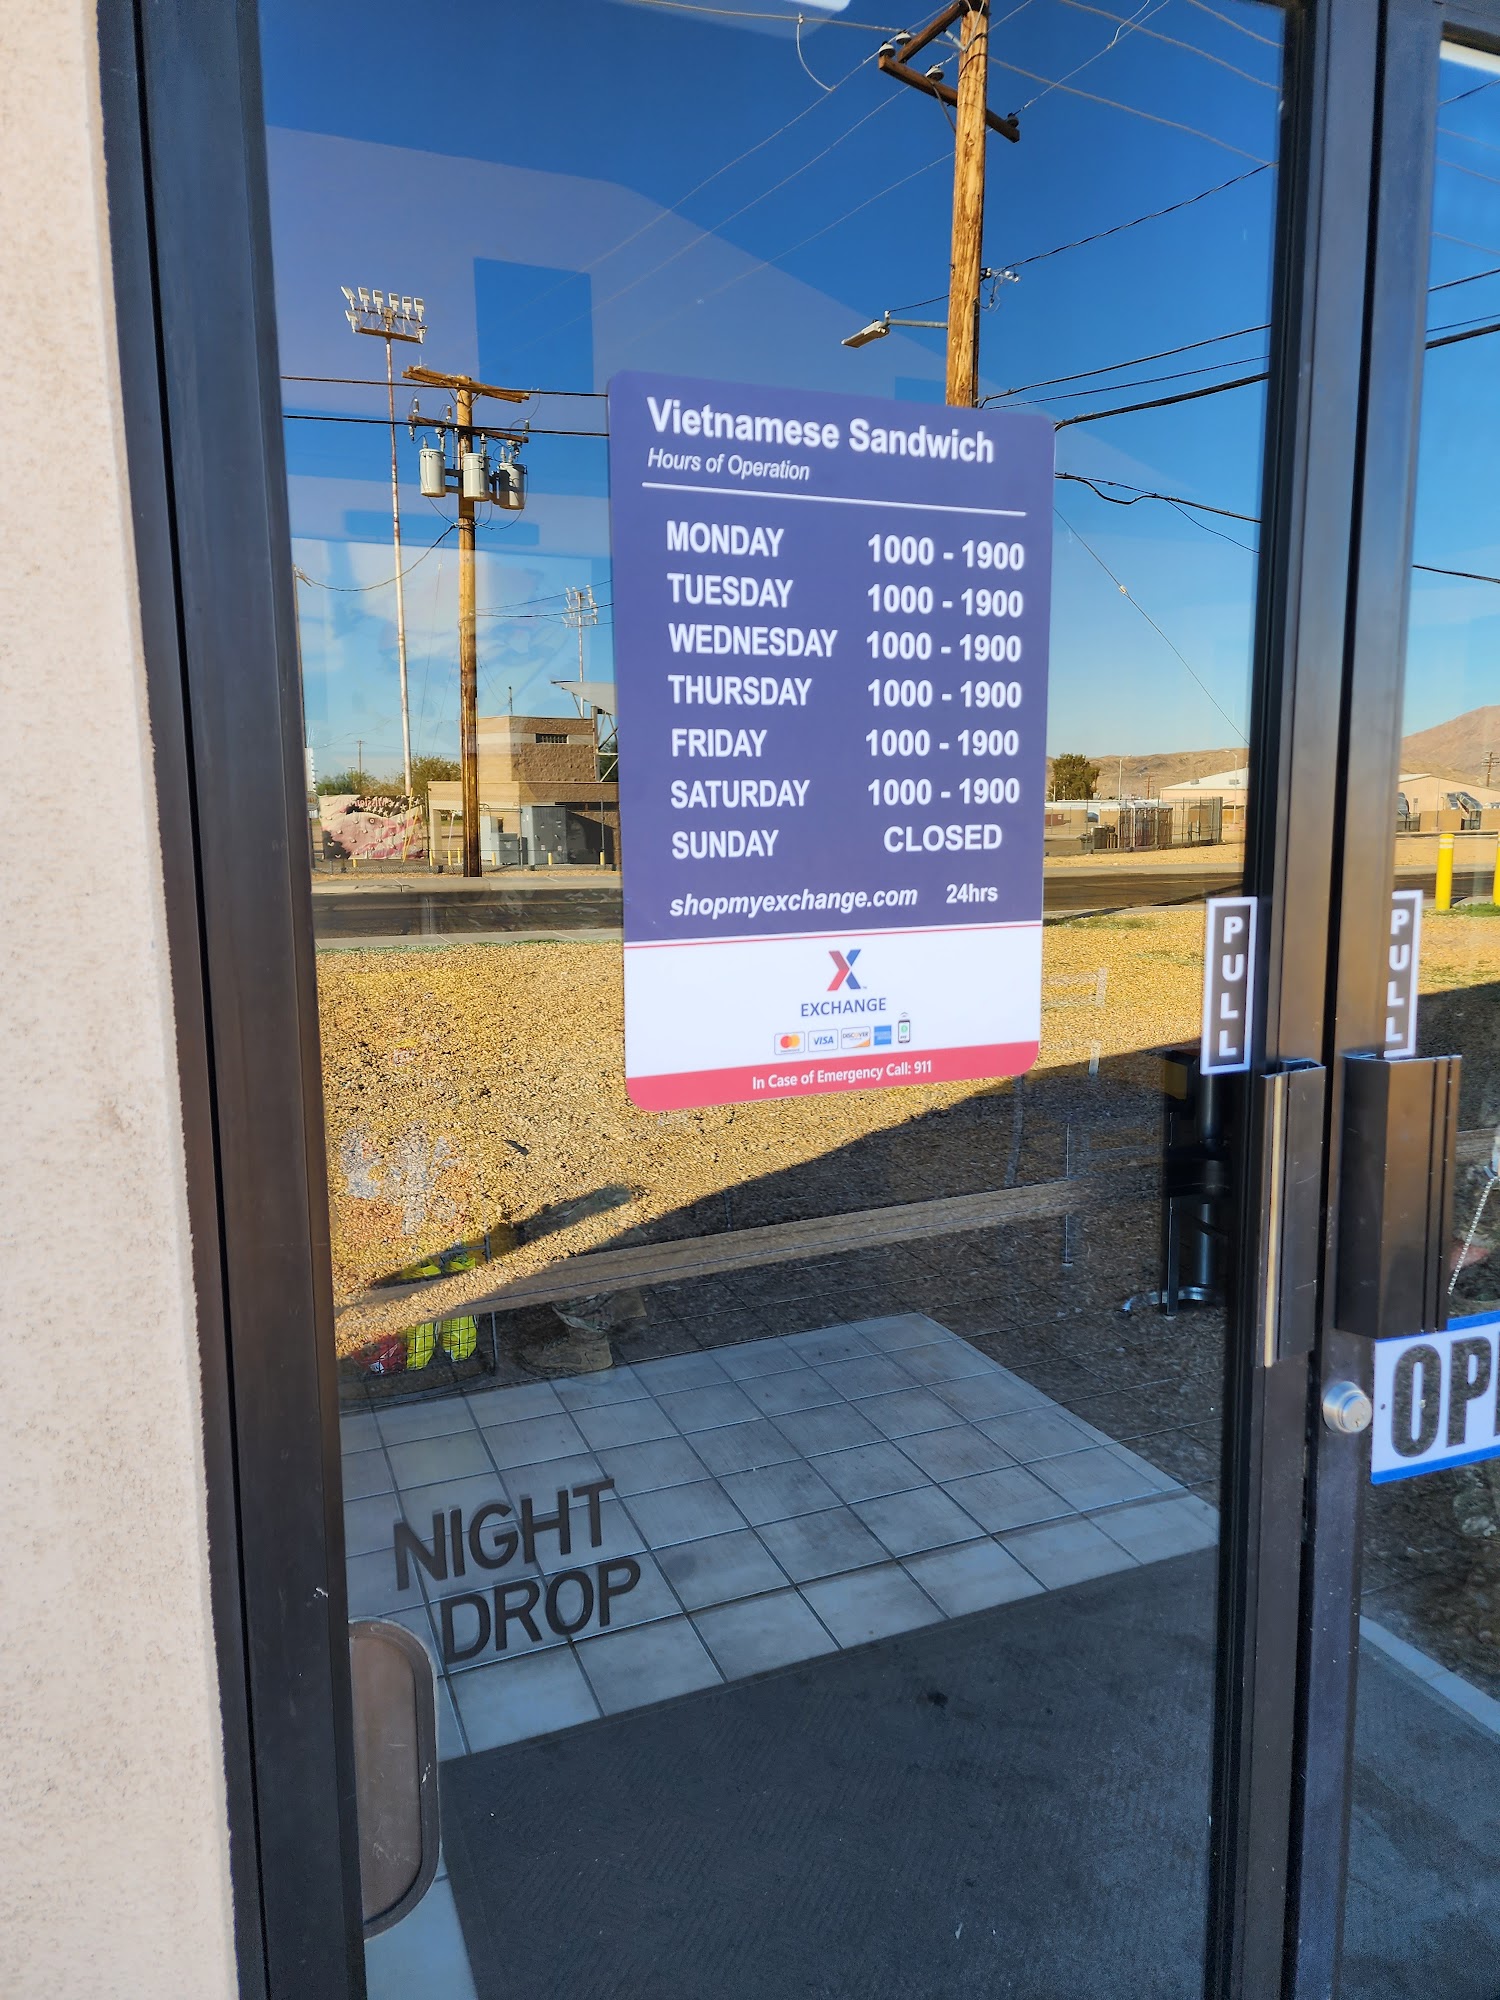 Vietnamese Sandwich
Hours of Operation
MONDAY 1000 - 1900
TUESDAY 1000 - 1900
WEDNESDAY 1000 - 1900
THURSDAY 1000 - 1900
FRIDAY 1000 - 1900
SATURDAY 1000 - 1900
SUNDAY CLOSED
shopmyexchange.com 24hrs
X
EXCHANGE
VISA
DISCOVER
In Case of Emergency Call: 911
PULL
PULL
OP
NIGHT
DROP